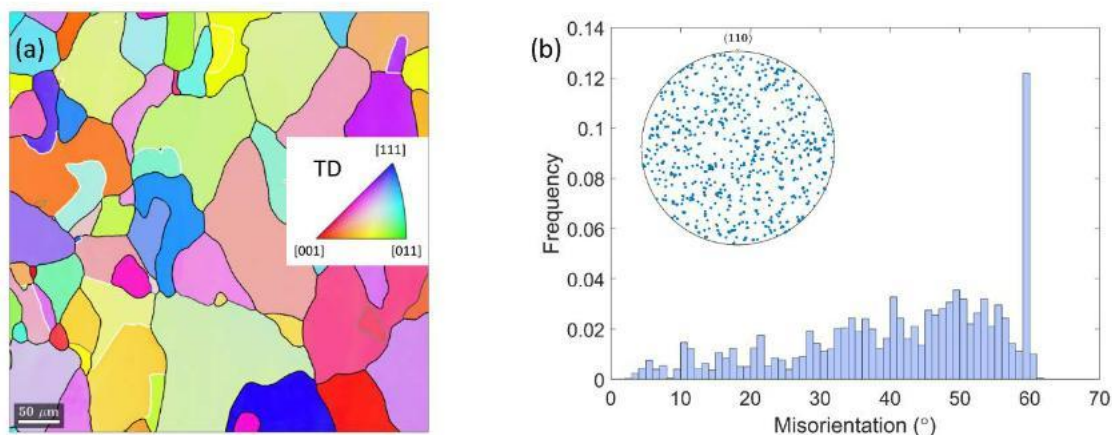 (a)
TD
[111]
[001]
[011]
50 μm
(b)
⟨110⟩
0.14
0.12
0.1
0.08
0.06
0.04
0.02
0
Frequency
0 10 20 30 40 50 60 70
Misorientation (°)